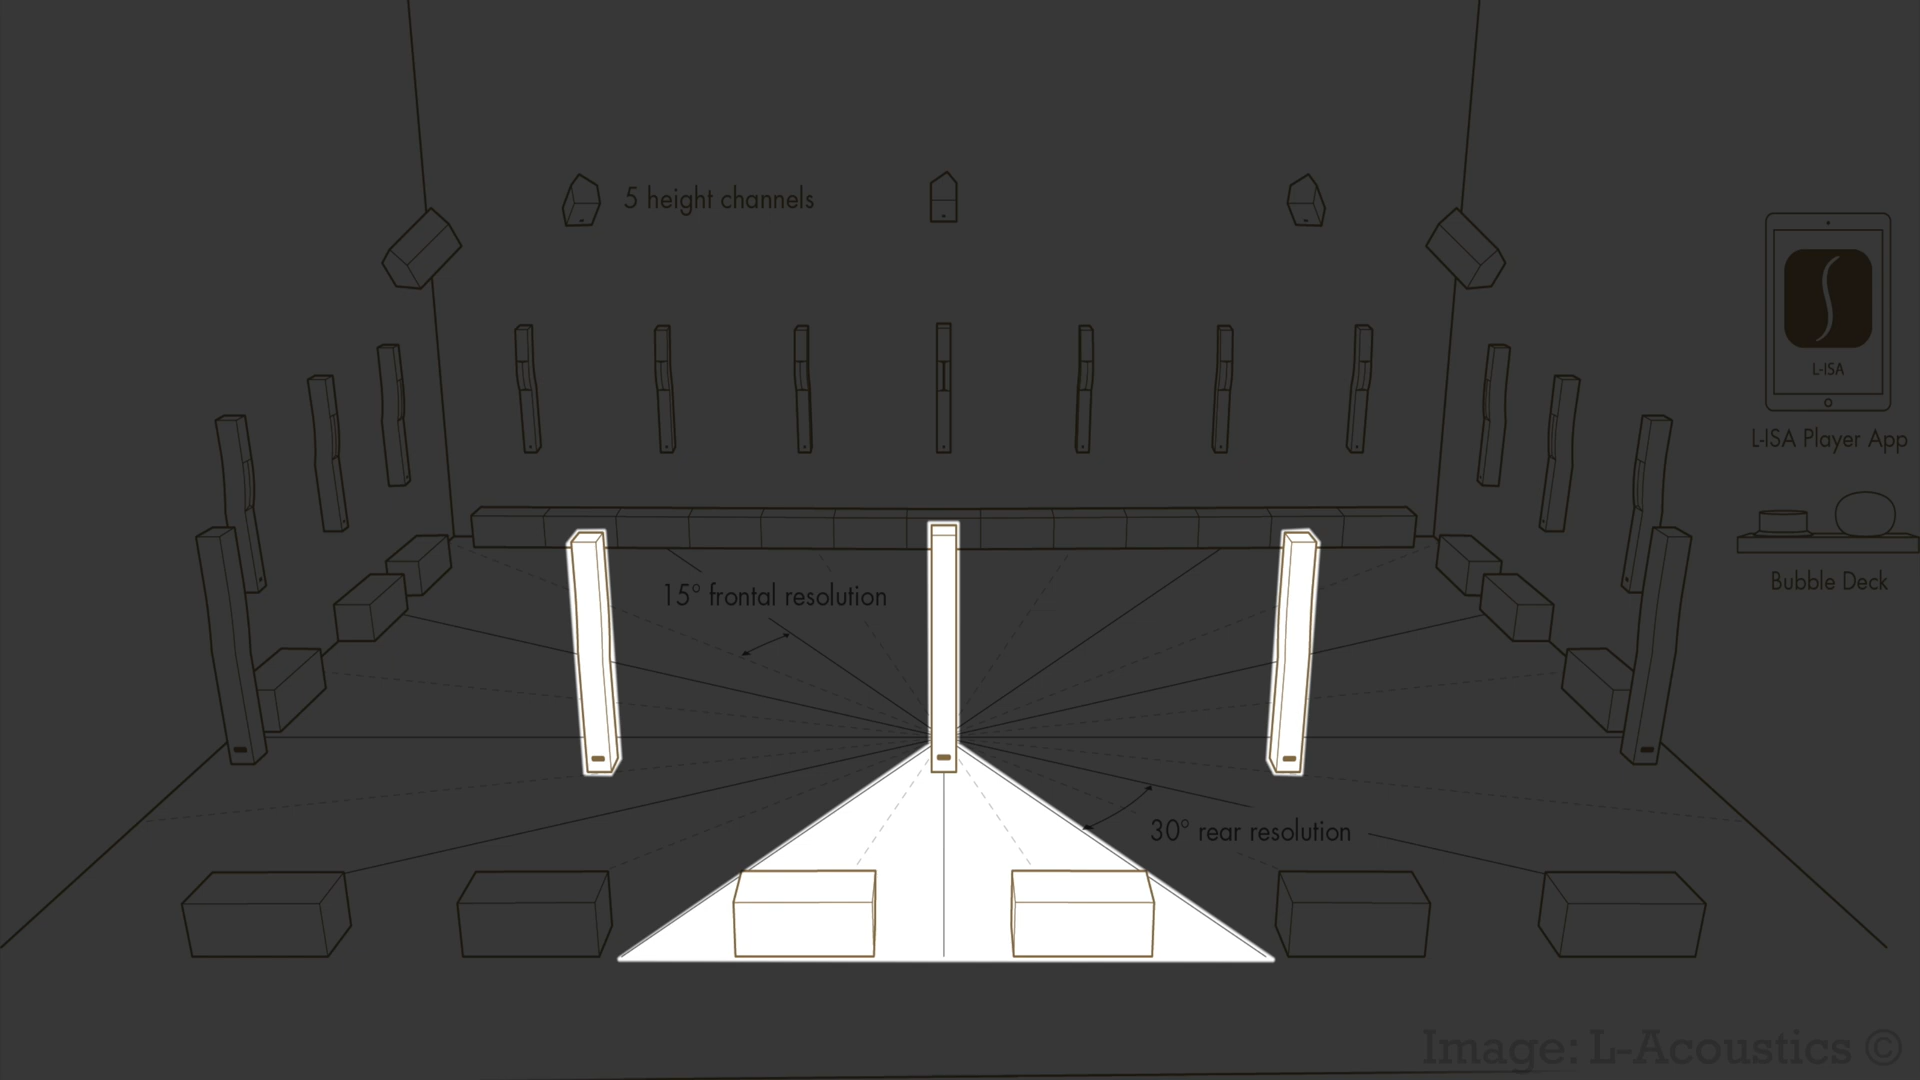 5 height channels
L-ISA
L-ISA Player App
15° frontal resolution
Bubble Deck
30° rear resolution
Image: L-Acoustics ©